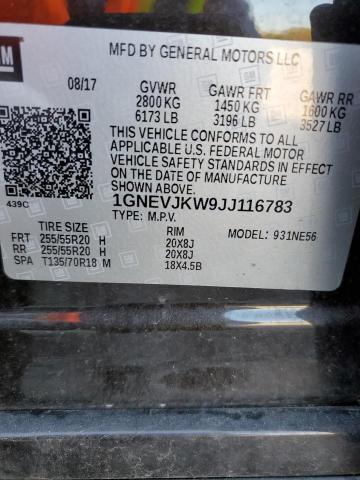 GM
MFD BY GENERAL MOTORS LLC
08/17 GVWR GAWR FRT GAWR RR
2800 KG 1450 KG 1600 KG
6173 LB 3196 LB 3527 LB
THIS VEHICLE CONFORMS TO ALL
APPLICABLE U.S. FEDERAL MOTOR
VEHICLE SAFETY STANDARDS IN EFFECT
ON THE DATE OF MANUFACTURE SHOWN
ABOVE.
439C 1GNEVJKW9JJ116783
TYPE: M.P.V. MODEL: 931NE56
TIRE SIZE RIM
FRT 255/55R20 H 20X8J
RR 255/55R20 H 20X8J
SPA T135/70R18 M 18X4.5B